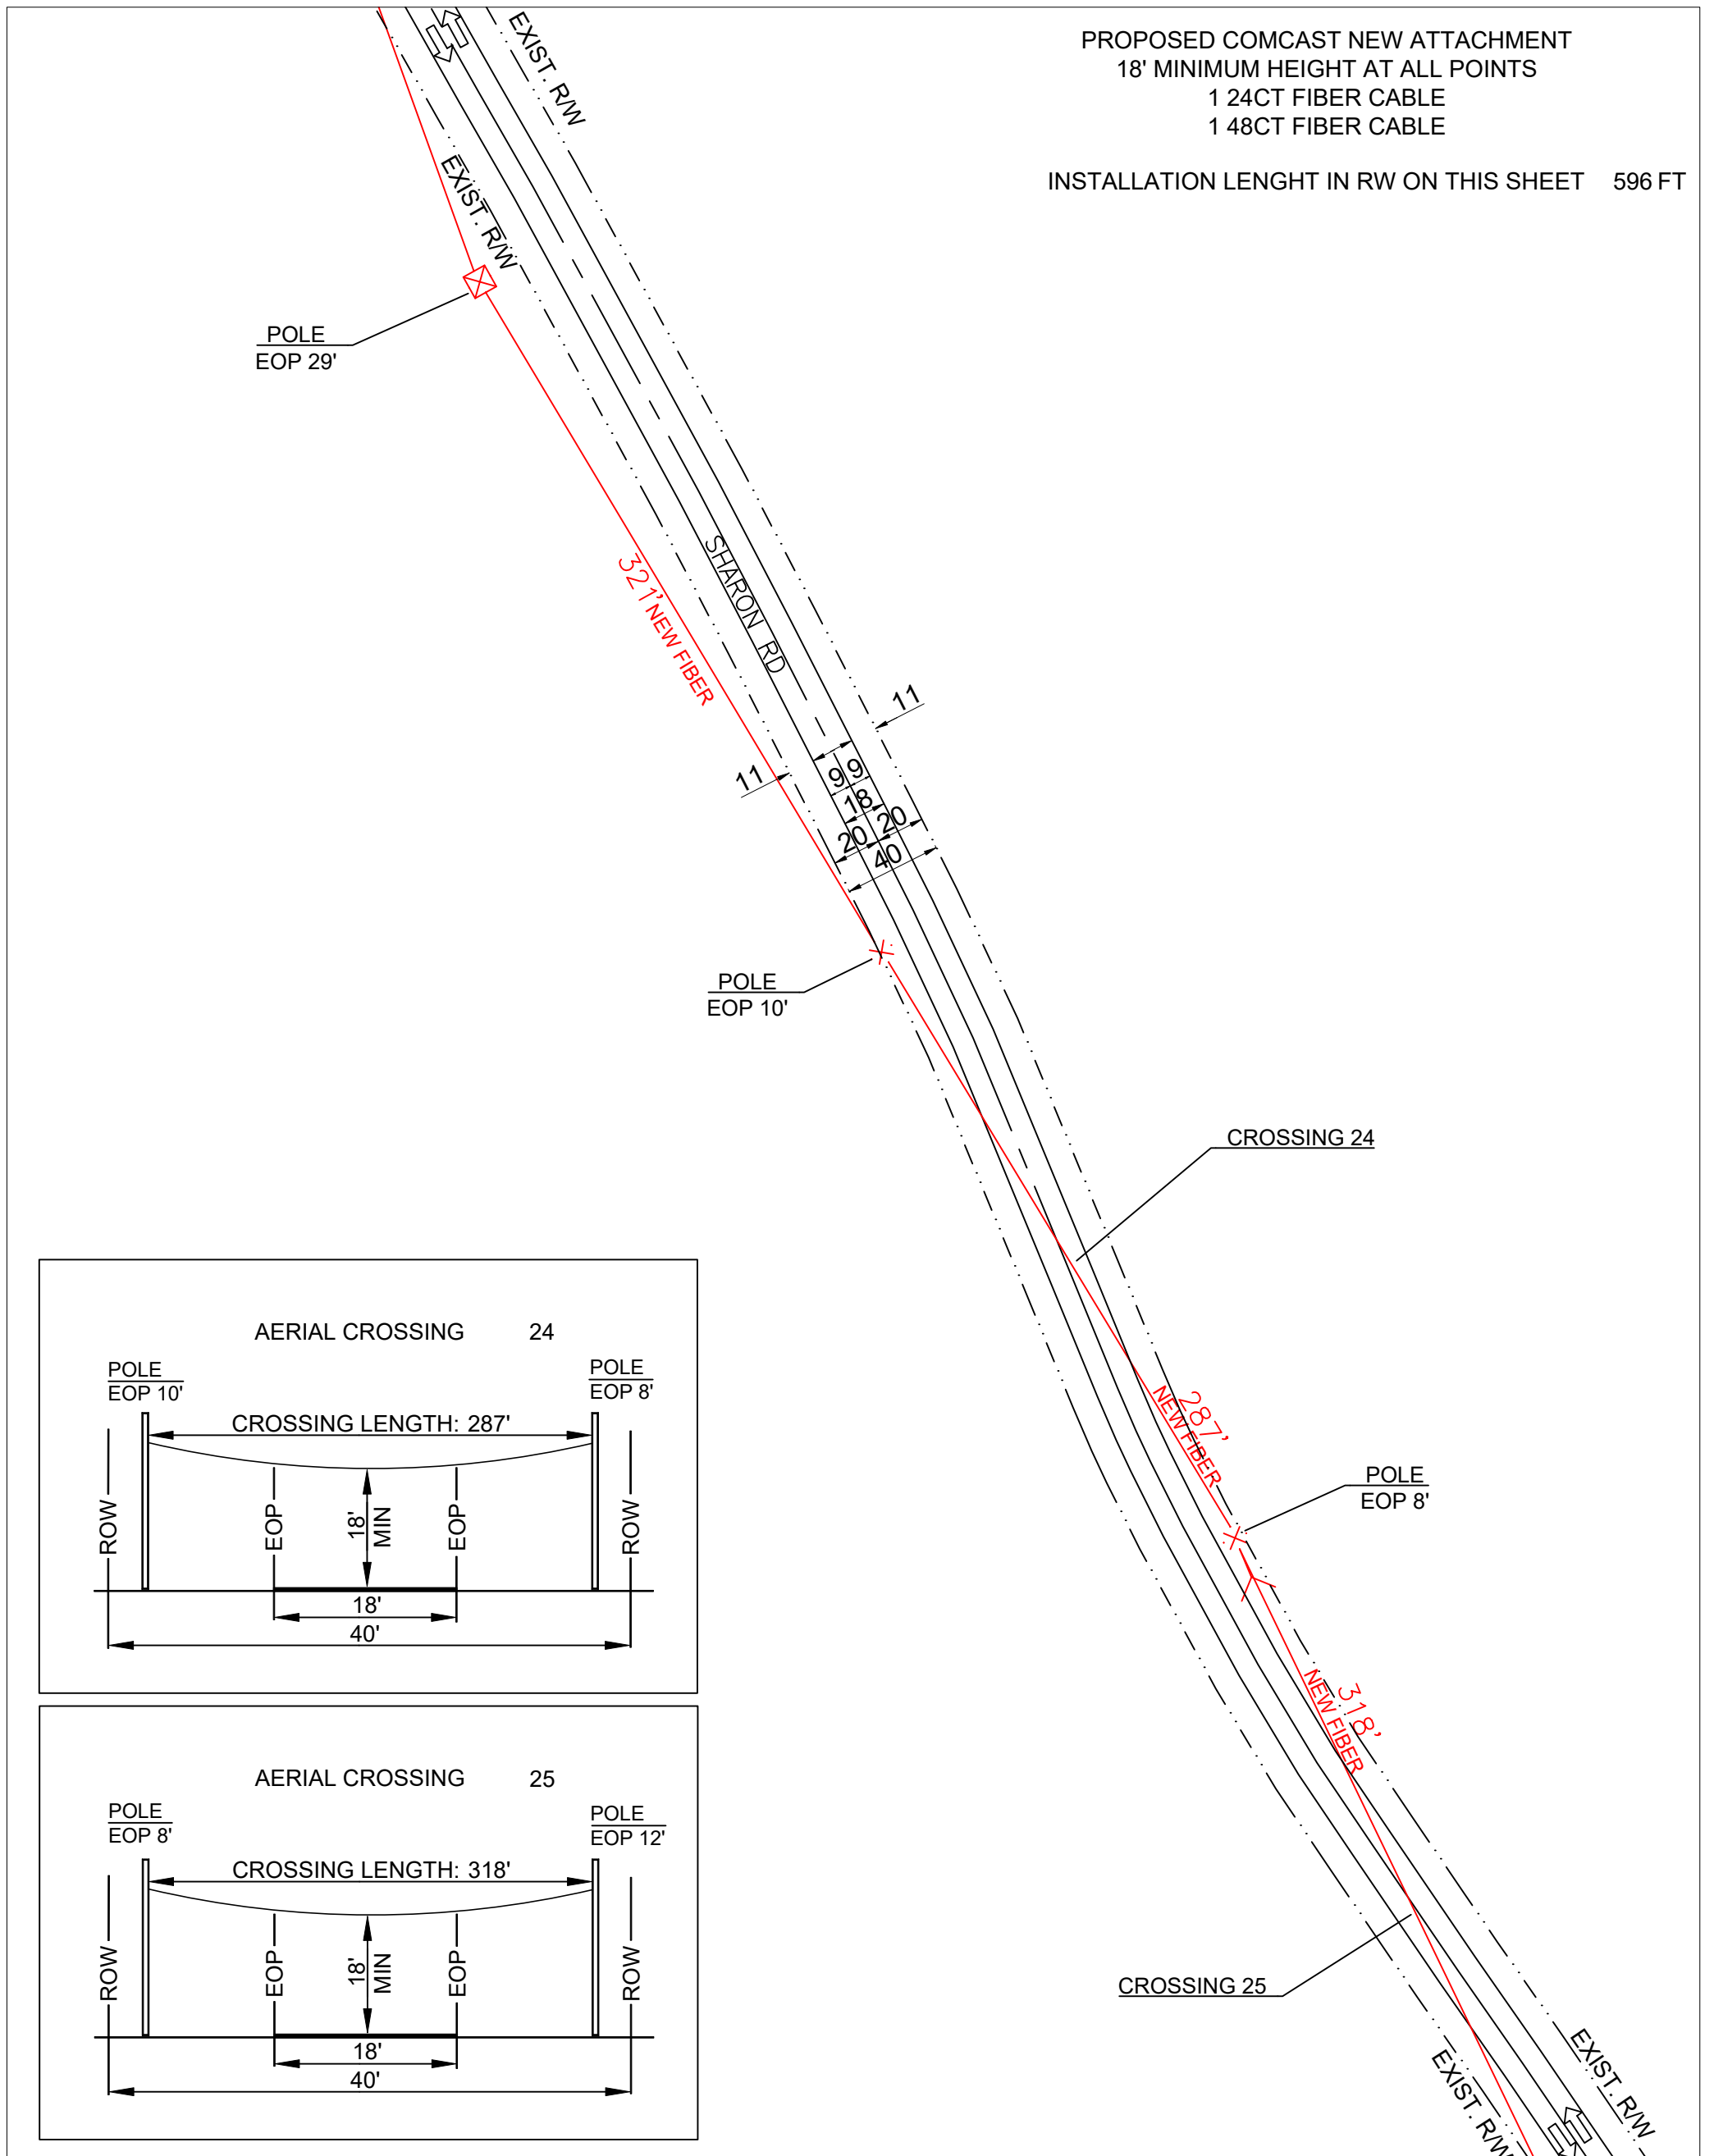 PROPOSED COMCAST NEW ATTACHMENT
18' MINIMUM HEIGHT AT ALL POINTS
1 24CT FIBER CABLE
1 48CT FIBER CABLE
INSTALLATION LENGHT IN RW ON THIS SHEET 596 FT
EXIST. R/W
EXIST. R/W
POLE
EOP 29'
321' NEW FIBER
SHARON RD
11
11
9 9
18
20 20
40
POLE
EOP 10'
CROSSING 24
287'
NEW FIBER
POLE
EOP 8'
318'
NEW FIBER
CROSSING 25
EXIST. R/W
EXIST. R/W
AERIAL CROSSING 24
POLE
EOP 10'
POLE
EOP 8'
CROSSING LENGTH: 287'
ROW
EOP
18'
MIN
EOP
ROW
18'
40'
AERIAL CROSSING 25
POLE
EOP 8'
POLE
EOP 12'
CROSSING LENGTH: 318'
ROW
EOP
18'
MIN
EOP
ROW
18'
40'